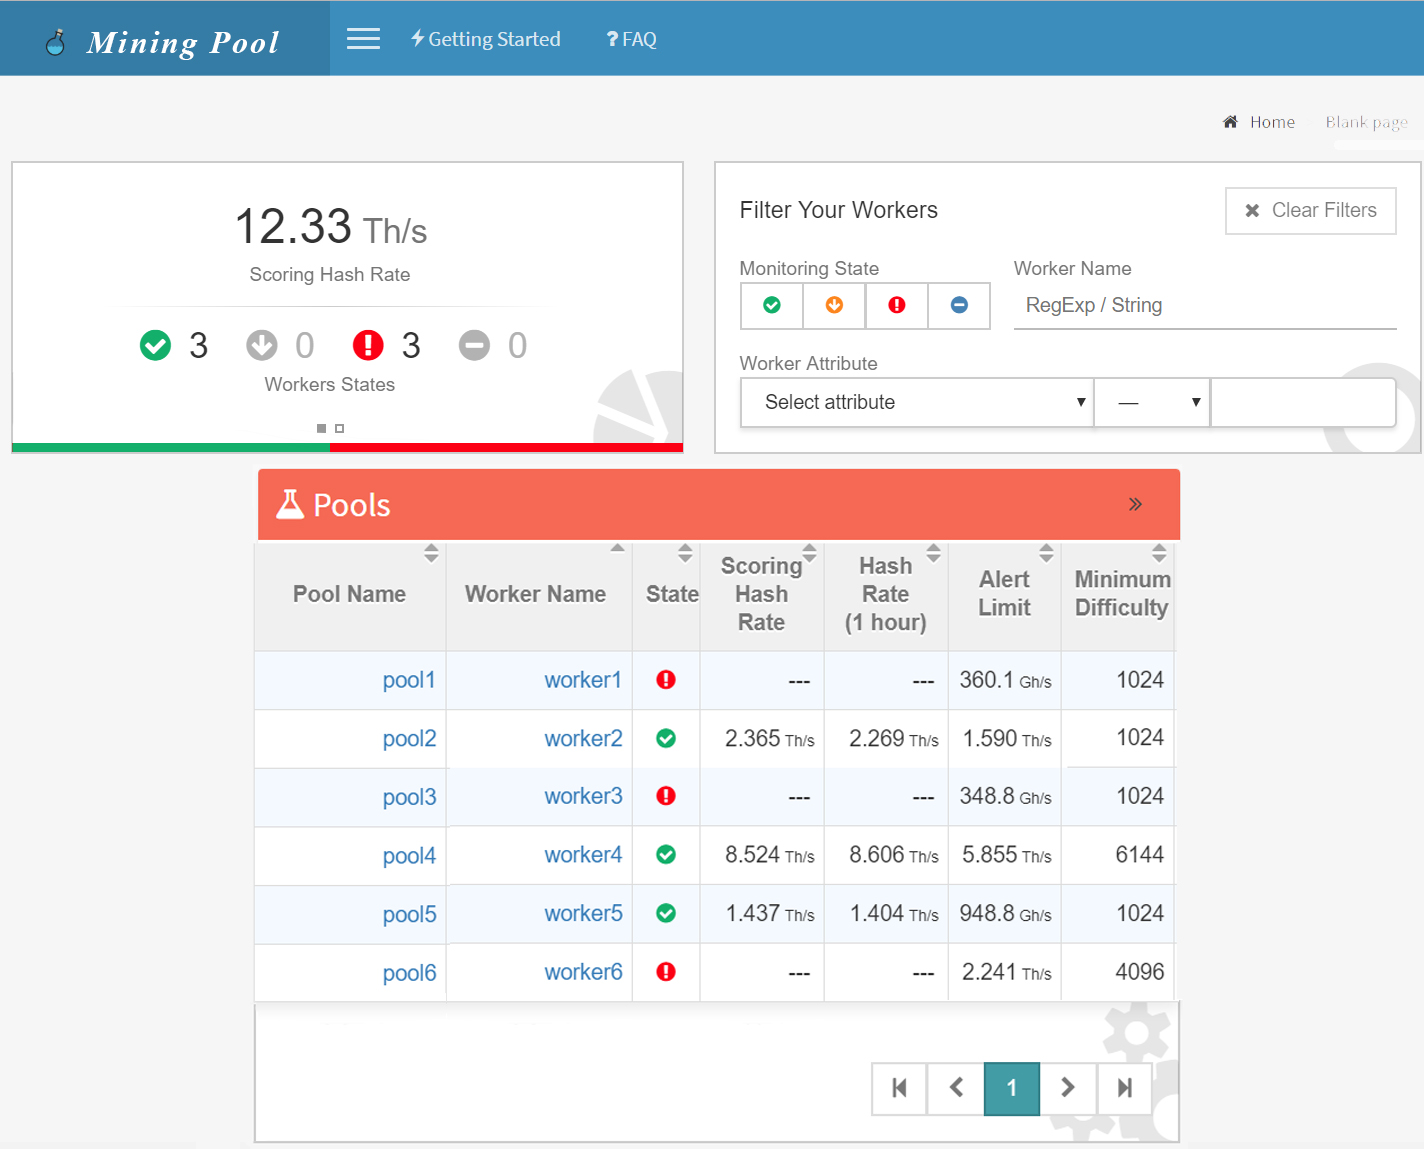 Mining Pool
Getting Started
? FAQ
Home
Blank page
12.33 Th/s
Scoring Hash Rate
3 0 3 0
Workers States
Filter Your Workers
Clear Filters
Monitoring State
Worker Name
RegExp / String
Worker Attribute
Select attribute
—
Pools
Pool Name
Worker Name
State
Scoring
Hash
Rate
Hash
Rate
(1 hour)
Alert
Limit
Minimum
Difficulty
pool1 worker1 --- --- 360.1 Gh/s 1024
pool2 worker2 2.365 Th/s 2.269 Th/s 1.590 Th/s 1024
pool3 worker3 --- --- 348.8 Gh/s 1024
pool4 worker4 8.524 Th/s 8.606 Th/s 5.855 Th/s 6144
pool5 worker5 1.437 Th/s 1.404 Th/s 948.8 Gh/s 1024
pool6 worker6 --- --- 2.241 Th/s 4096
1